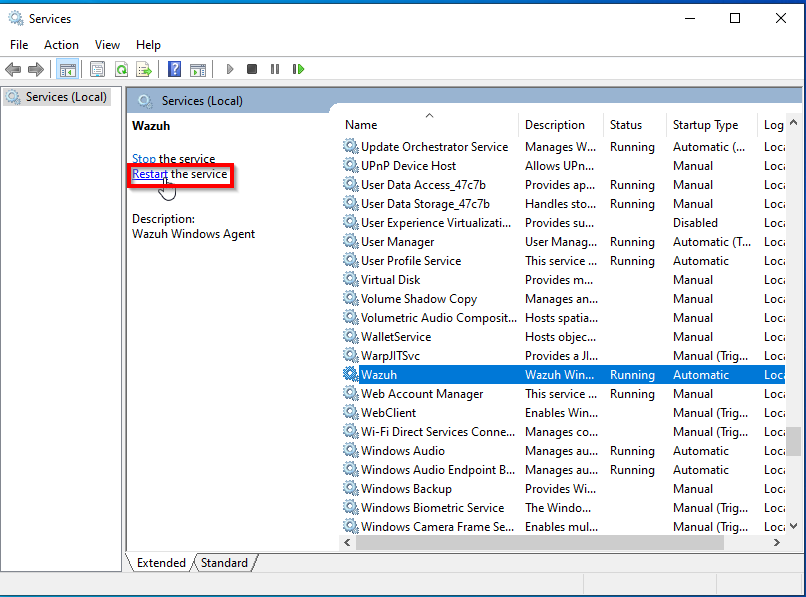 Services
File Action View Help
Services (Local)
Services (Local)
Wazuh
Stop the service
Restart the service
Description:
Wazuh Windows Agent
Name Description Status Startup Type Log
Update Orchestrator Service Manages W... Running Automatic (... Loca
UPnP Device Host Allows UPn... Manual Loca
User Data Access_47c7b Provides ap... Running Manual Loca
User Data Storage_47c7b Handles sto... Running Manual Loca
User Experience Virtualizati... Provides su... Disabled Loca
User Manager User Manag... Running Automatic (T... Loca
User Profile Service This service ... Running Automatic Loca
Virtual Disk Provides m... Manual Loca
Volume Shadow Copy Manages an... Manual Loca
Volumetric Audio Composit... Hosts spatia... Manual Loca
WalletService Hosts objec... Manual Loca
WarpJITSvc Provides a JI... Manual (Trig... Loca
Wazuh Wazuh Win... Running Automatic Loca
Web Account Manager This service ... Running Manual Loca
WebClient Enables Win... Manual (Trig... Loca
Wi-Fi Direct Services Conne... Manages co... Manual (Trig... Loca
Windows Audio Manages au... Running Automatic Loca
Windows Audio Endpoint B... Manages au... Running Automatic Loca
Windows Backup Provides Wi... Manual Loca
Windows Biometric Service The Windo... Manual (Trig... Loca
Windows Camera Frame Se... Enables mul... Manual (Trig... Loca
Extended Standard